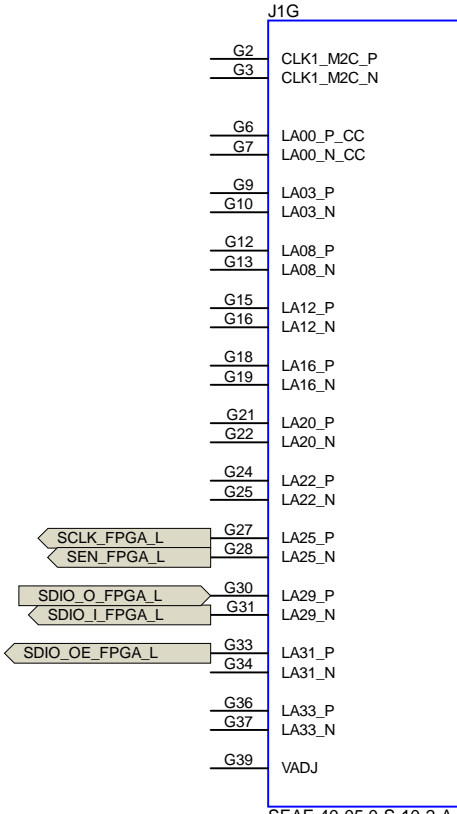 J1G
G2 CLK1_M2C_P
G3 CLK1_M2C_N
G6 LA00_P_CC
G7 LA00_N_CC
G9 LA03_P
G10 LA03_N
G12 LA08_P
G13 LA08_N
G15 LA12_P
G16 LA12_N
G18 LA16_P
G19 LA16_N
G21 LA20_P
G22 LA20_N
G24 LA22_P
G25 LA22_N
SCLK_FPGA_L G27 LA25_P
SEN_FPGA_L G28 LA25_N
SDIO_O_FPGA_L G30 LA29_P
SDIO_I_FPGA_L G31 LA29_N
SDIO_OE_FPGA_L G33 LA31_P
G34 LA31_N
G36 LA33_P
G37 LA33_N
G39 VADJ